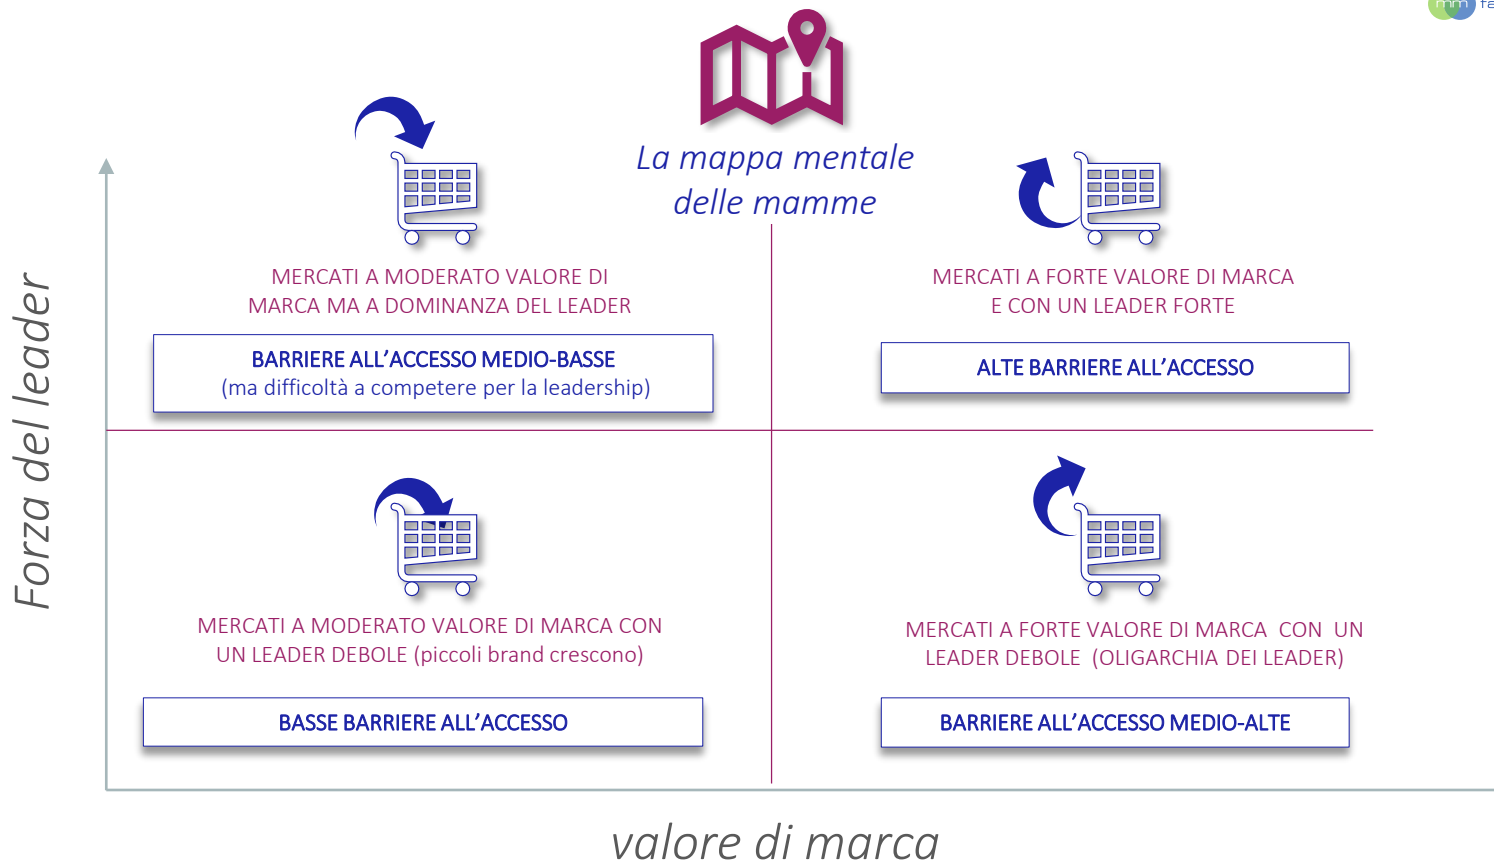 mm fa
La mappa mentale
delle mamme
MERCATI A MODERATO VALORE DI
MARCA MA A DOMINANZA DEL LEADER
BARRIERE ALL’ACCESSO MEDIO-BASSE
(ma difficoltà a competere per la leadership)
MERCATI A FORTE VALORE DI MARCA
E CON UN LEADER FORTE
ALTE BARRIERE ALL’ACCESSO
Forza del leader
MERCATI A MODERATO VALORE DI MARCA CON
UN LEADER DEBOLE (piccoli brand crescono)
BASSE BARRIERE ALL’ACCESSO
MERCATI A FORTE VALORE DI MARCA CON UN
LEADER DEBOLE (OLIGARCHIA DEI LEADER)
BARRIERE ALL’ACCESSO MEDIO-ALTE
valore di marca